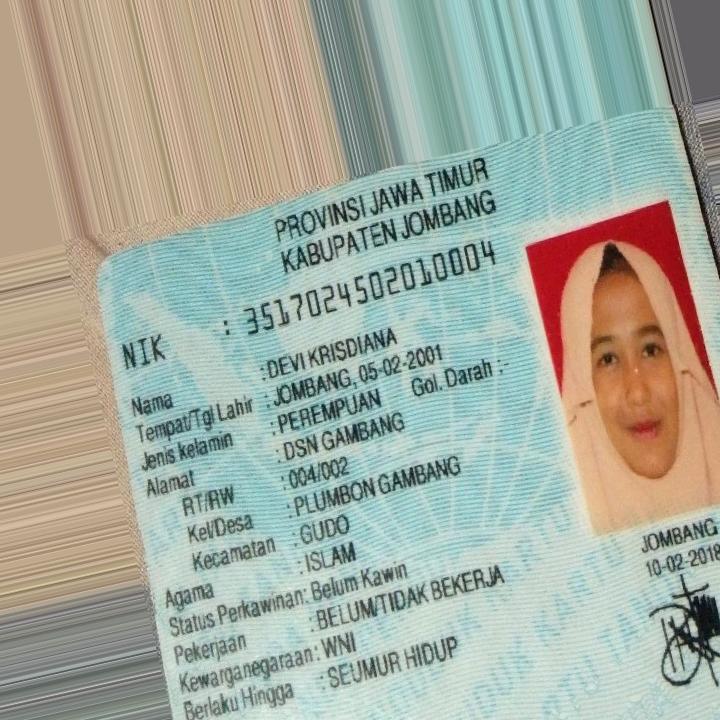 PROVINSI JAWA TIMUR
KABUPATEN JOMBANG
NIK : 3517024502010004
Nama : DEVI KRISDIANA
Tempat/Tgl Lahir : JOMBANG, 05-02-2001
Jenis kelamin : PEREMPUAN Gol. Darah :-
Alamat : DSN GAMBANG
RT/RW : 004/002
Kel/Desa : PLUMBON GAMBANG
Kecamatan : GUDO
Agama : ISLAM
Status Perkawinan: Belum Kawin
Pekerjaan : BELUM/TIDAK BEKERJA
Kewarganegaraan: WNI
Berlaku Hingga : SEUMUR HIDUP
JOMBANG
10-02-2018